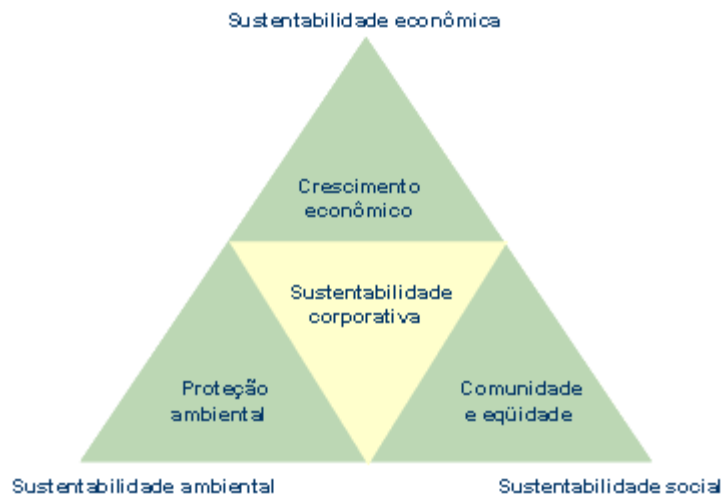 Sustentabilidade econômica
Crescimento
econômico
Sustentabilidade
corporativa
Proteção
ambiental
Comunidade
e eqüidade
Sustentabilidade ambiental
Sustentabilidade social